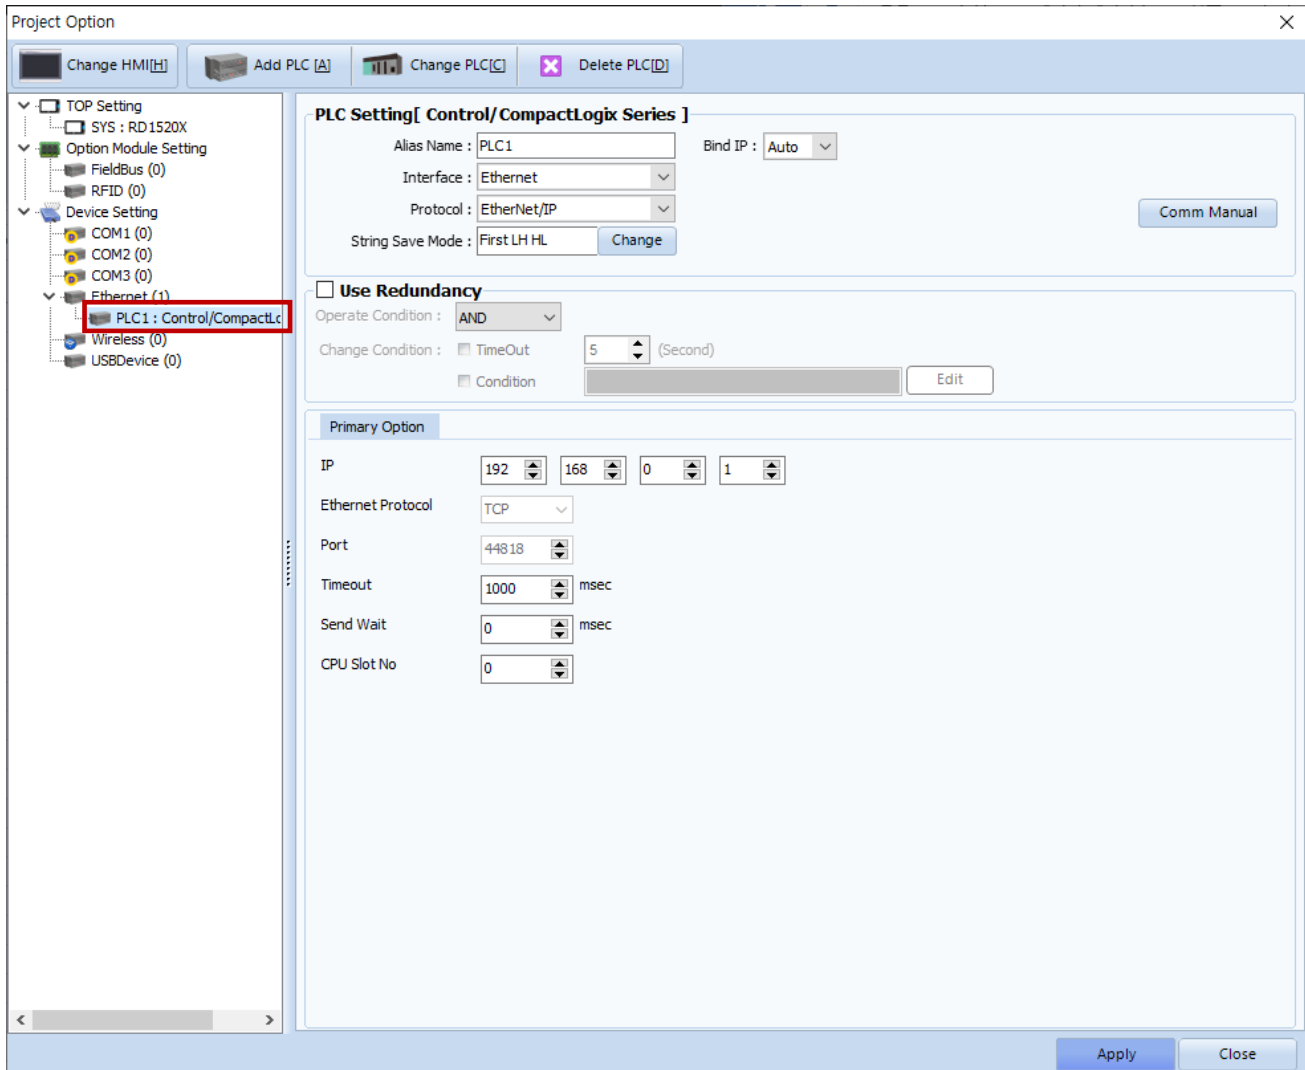 Project Option
Change HMI[H] Add PLC [A] Change PLC[C] Delete PLC[D]
TOP Setting
SYS : RD1520X
Option Module Setting
FieldBus (0)
RFID (0)
Device Setting
COM1 (0)
COM2 (0)
COM3 (0)
Ethernet (1)
PLC1 : Control/CompactLc
Wireless (0)
USBDevice (0)
PLC Setting[ Control/CompactLogix Series ]
Alias Name : PLC1 Bind IP : Auto
Interface : Ethernet
Protocol : EtherNet/IP Comm Manual
String Save Mode : First LH HL Change
Use Redundancy
Operate Condition : AND
Change Condition : TimeOut 5 (Second)
Condition Edit
Primary Option
IP 192 168 0 1
Ethernet Protocol TCP
Port 44818
Timeout 1000 msec
Send Wait 0 msec
CPU Slot No 0
Apply Close